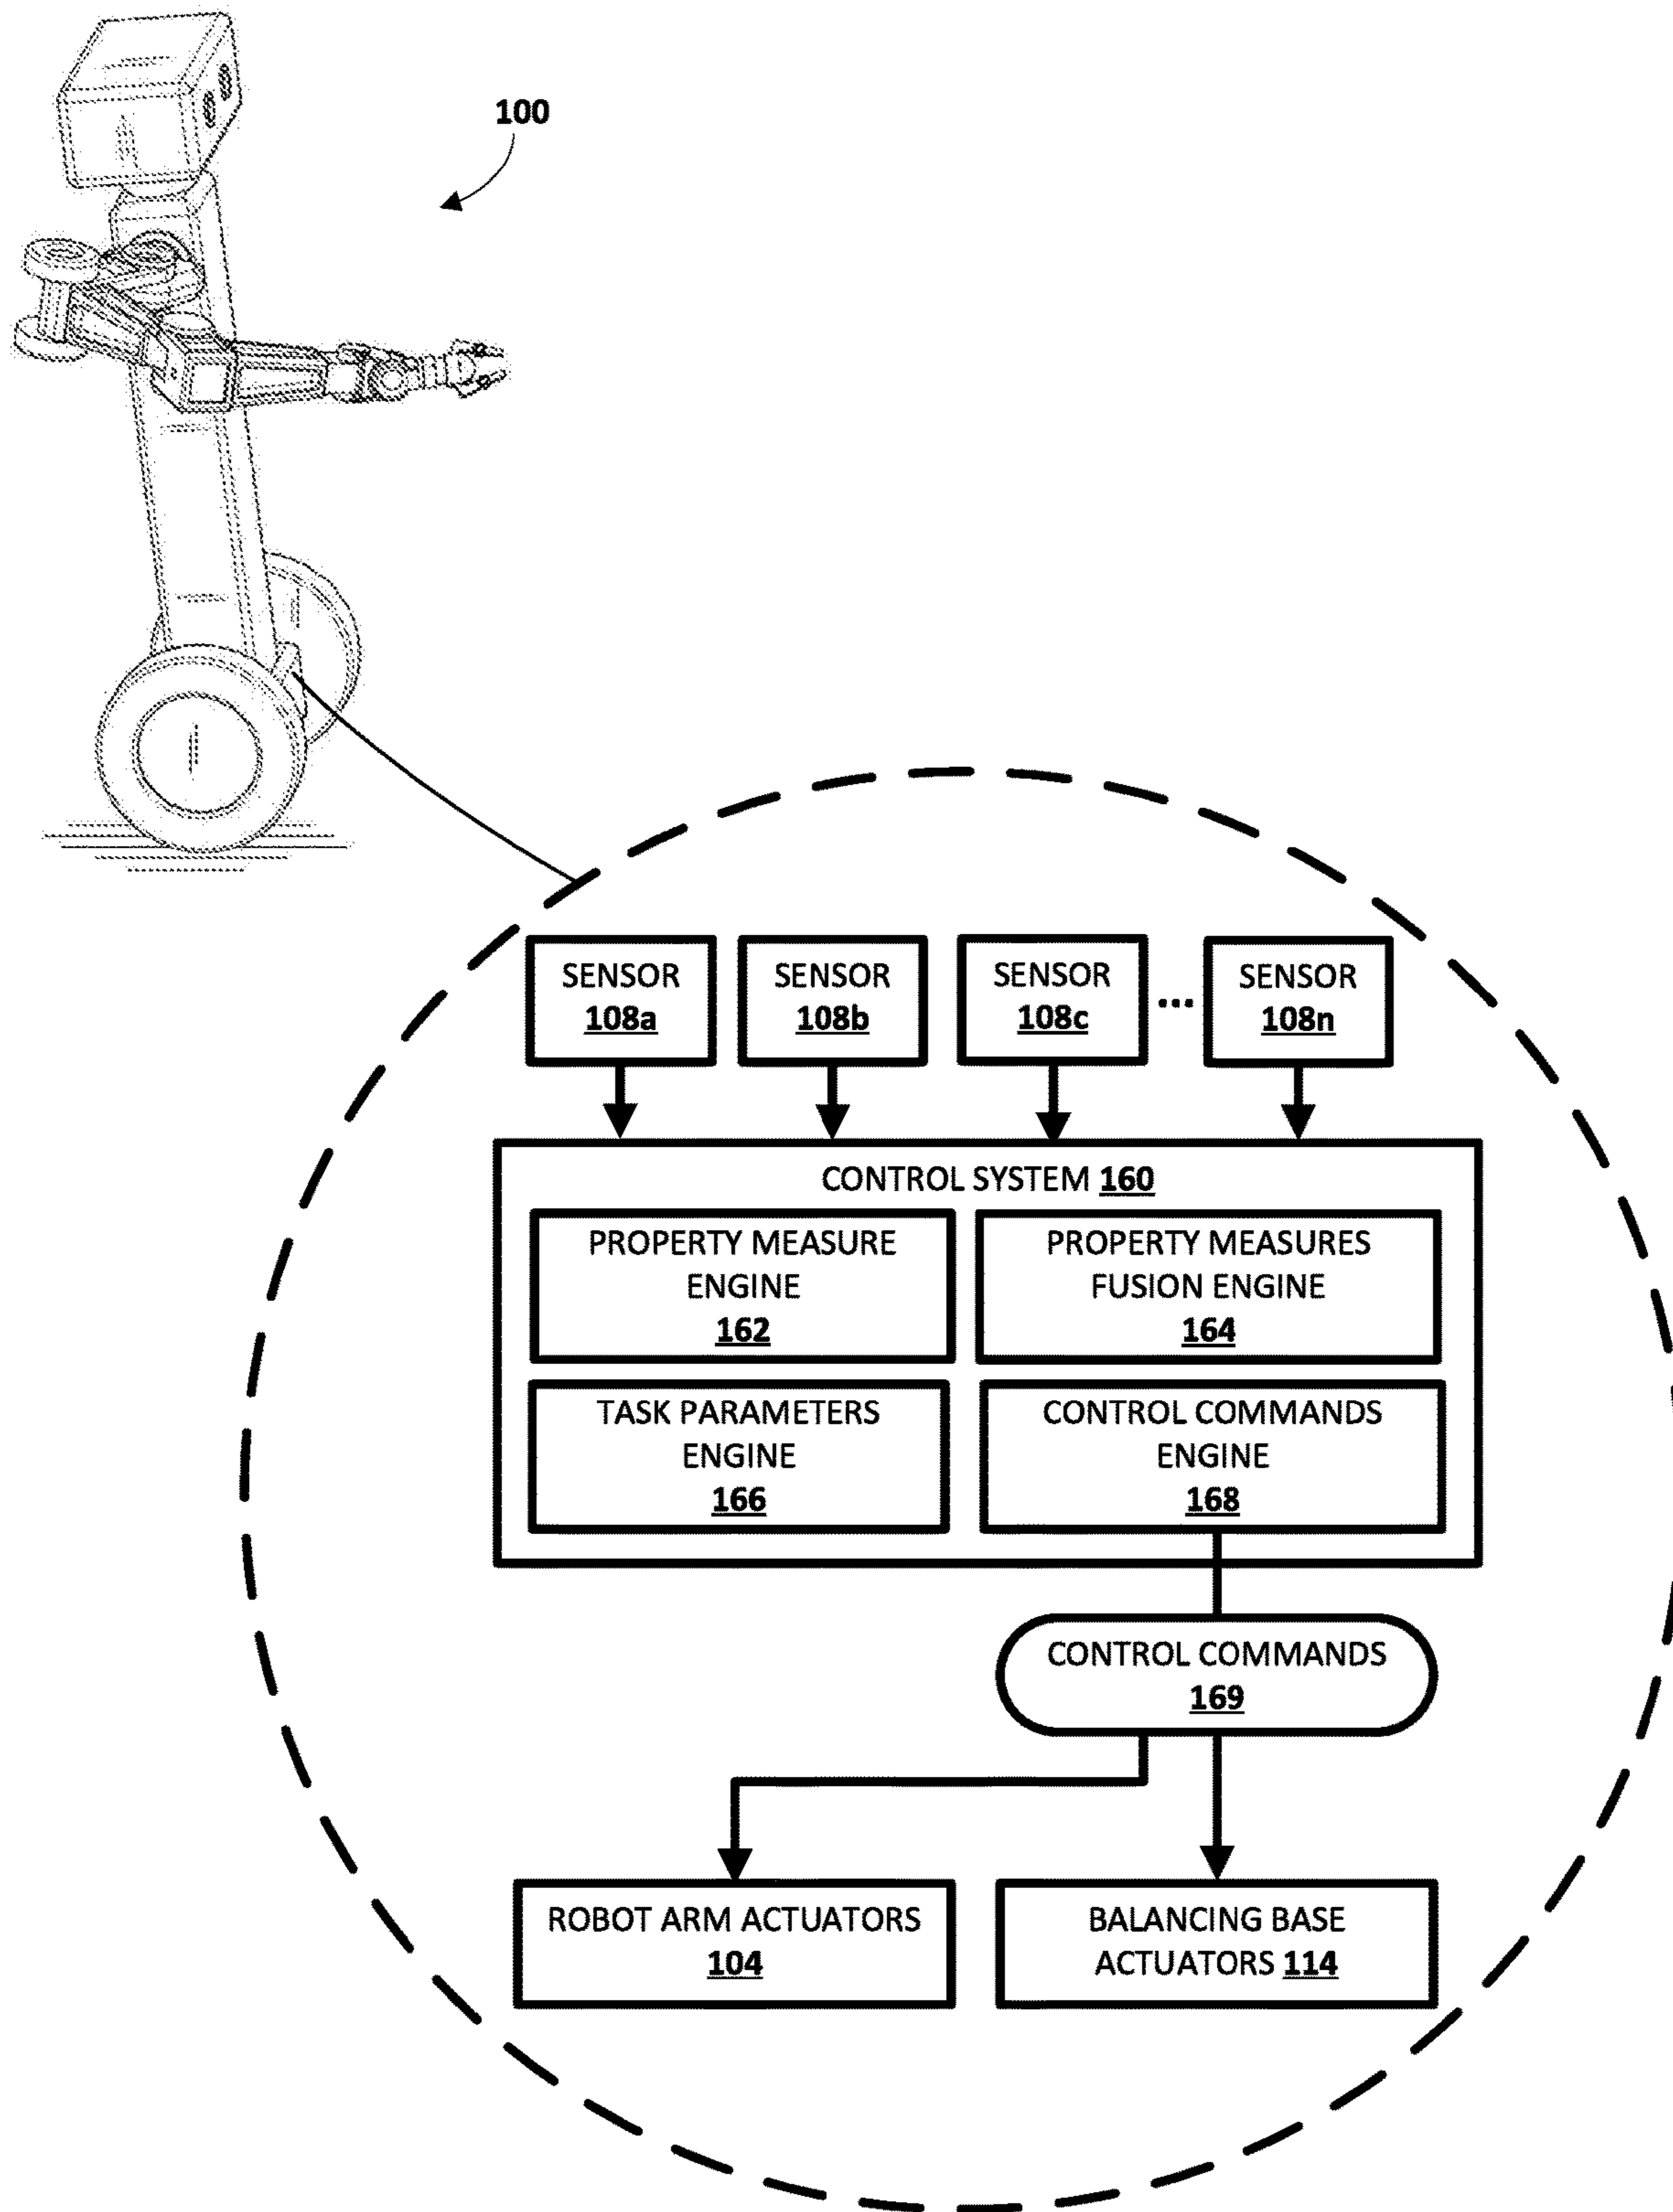 100
SENSOR
108a
SENSOR
108b
SENSOR
108c
...
SENSOR
108n
CONTROL SYSTEM 160
PROPERTY MEASURE
ENGINE
162
PROPERTY MEASURES
FUSION ENGINE
164
TASK PARAMETERS
ENGINE
166
CONTROL COMMANDS
ENGINE
168
CONTROL COMMANDS
169
ROBOT ARM ACTUATORS
104
BALANCING BASE
ACTUATORS 114